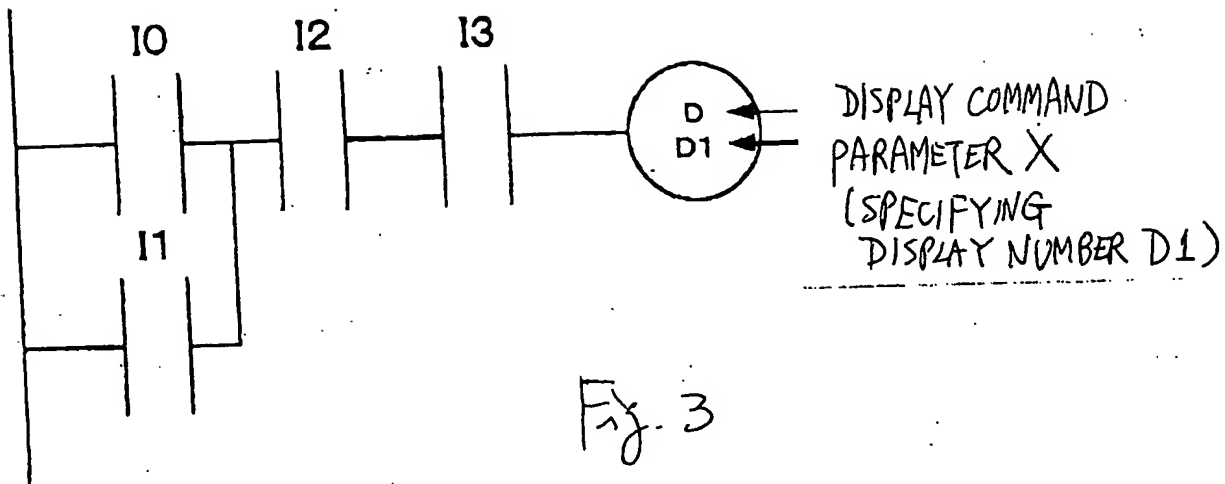 I0 I2 I3
D
D1
I1
DISPLAY COMMAND
PARAMETER X
(SPECIFYING
DISPLAY NUMBER D1)
Fig. 3